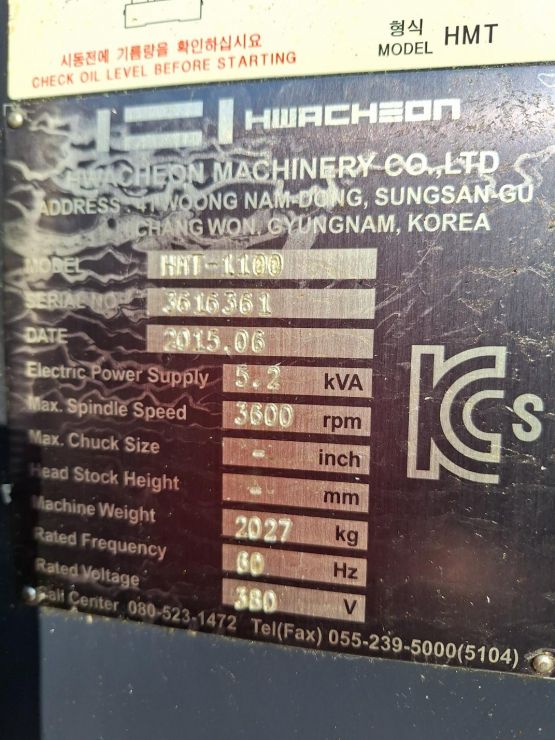 시동전에 기름량을 확인하십시요
CHECK OIL LEVEL BEFORE STARTING
형식
MODEL HMT
HWACHEON
HWACHEON MACHINERY CO.,LTD
ADDRESS : 41 WOONG NAM-DONG, SUNGSAN-GU
CHANG WON, GYUNGNAM, KOREA
MODEL HMT-1100
SERIAL NO 3616361
DATE 2015.06
Electric Power Supply 5.2 kVA
Max. Spindle Speed 3600 rpm
Max. Chuck Size - inch
Head Stock Height - mm
Machine Weight 2027 kg
Rated Frequency 60 Hz
Rated Voltage 380 V
Call Center 080-523-1472 Tel(Fax) 055-239-5000(5104)
KCs